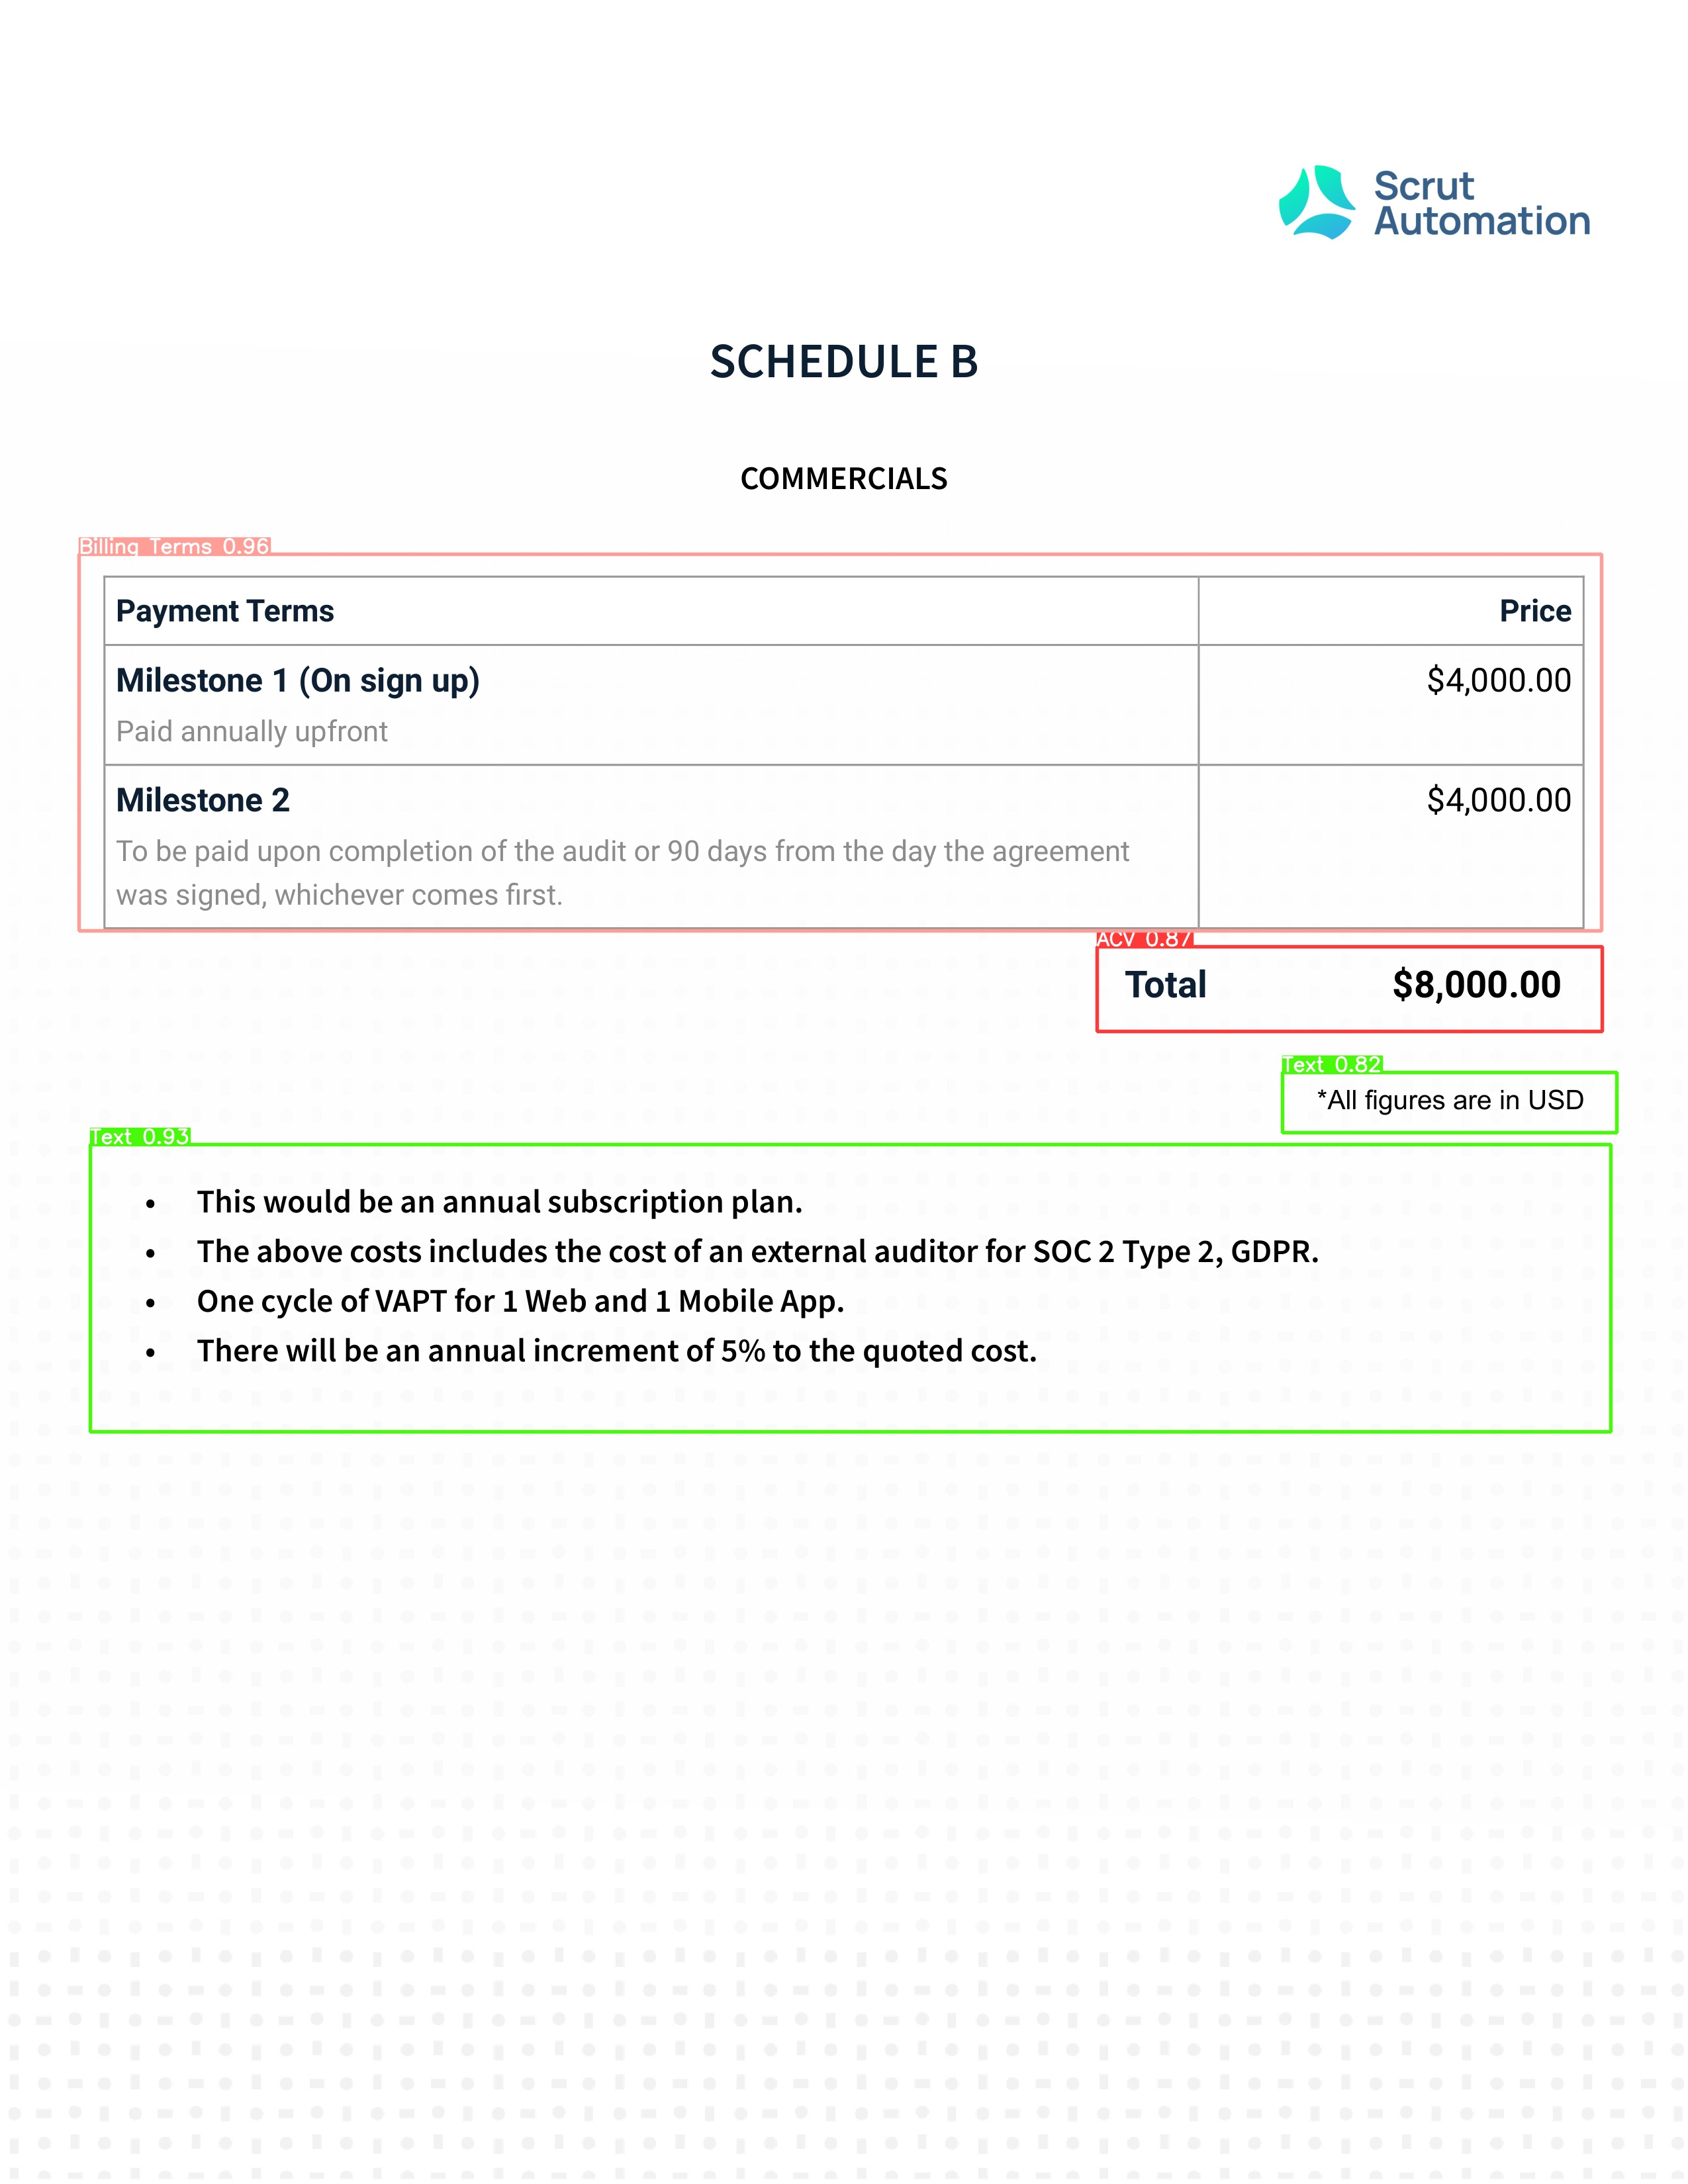 Scrut
Automation
SCHEDULE B
COMMERCIALS
Billing Terms 0.96
Payment Terms Price
Milestone 1 (On sign up) $4,000.00
Paid annually upfront
Milestone 2 $4,000.00
To be paid upon completion of the audit or 90 days from the day the agreement
was signed, whichever comes first.
ACV 0.87
Total $8,000.00
Text 0.82
*All figures are in USD
Text 0.93
• This would be an annual subscription plan.
• The above costs includes the cost of an external auditor for SOC 2 Type 2, GDPR.
• One cycle of VAPT for 1 Web and 1 Mobile App.
• There will be an annual increment of 5% to the quoted cost.